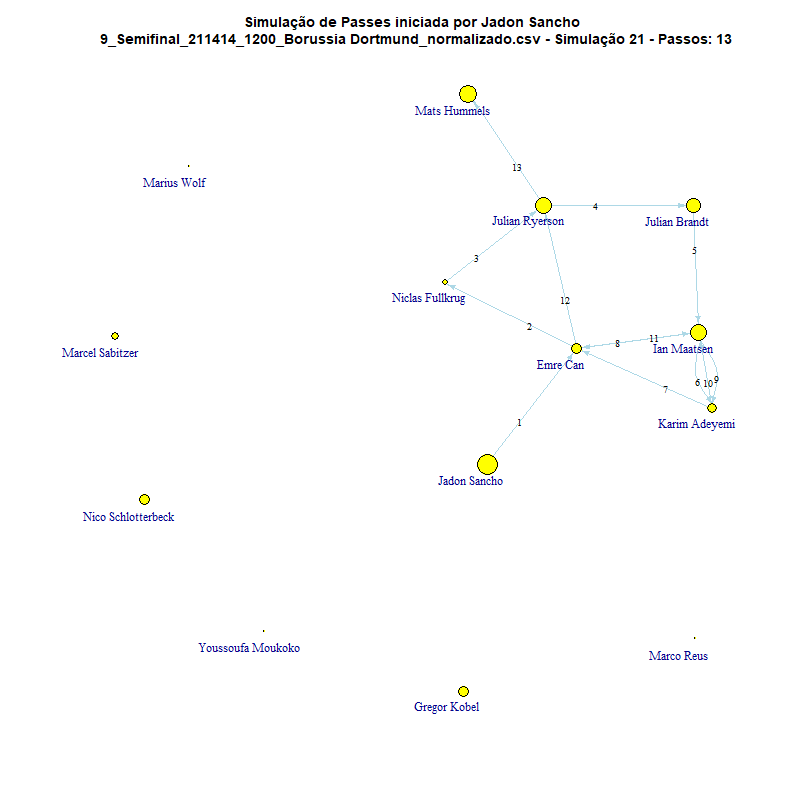 Simulação de Passes iniciada por Jadon Sancho
9_Semifinal_211414_1200_Borussia Dortmund_normalizado.csv - Simulação 21 - Passos: 13
Mats Hummels
13
Marius Wolf
4
Julian Ryerson
Julian Brandt
5
3
Niclas Fullkrug
12
2
8
11
Ian Maatsen
Marcel Sabitzer
Emre Can
6
10
9
7
1
Karim Adeyemi
Jadon Sancho
Nico Schlotterbeck
Youssoufa Moukoko
Marco Reus
Gregor Kobel